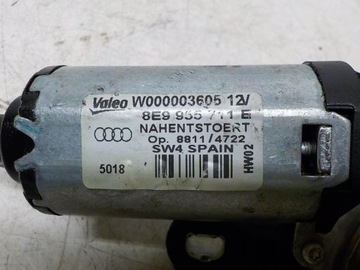 Valeo W000003605 12V
8E9 955 711 E
NAHENTSTOERT
Op. 8811/4722
SW4 SPAIN
HW02
5018